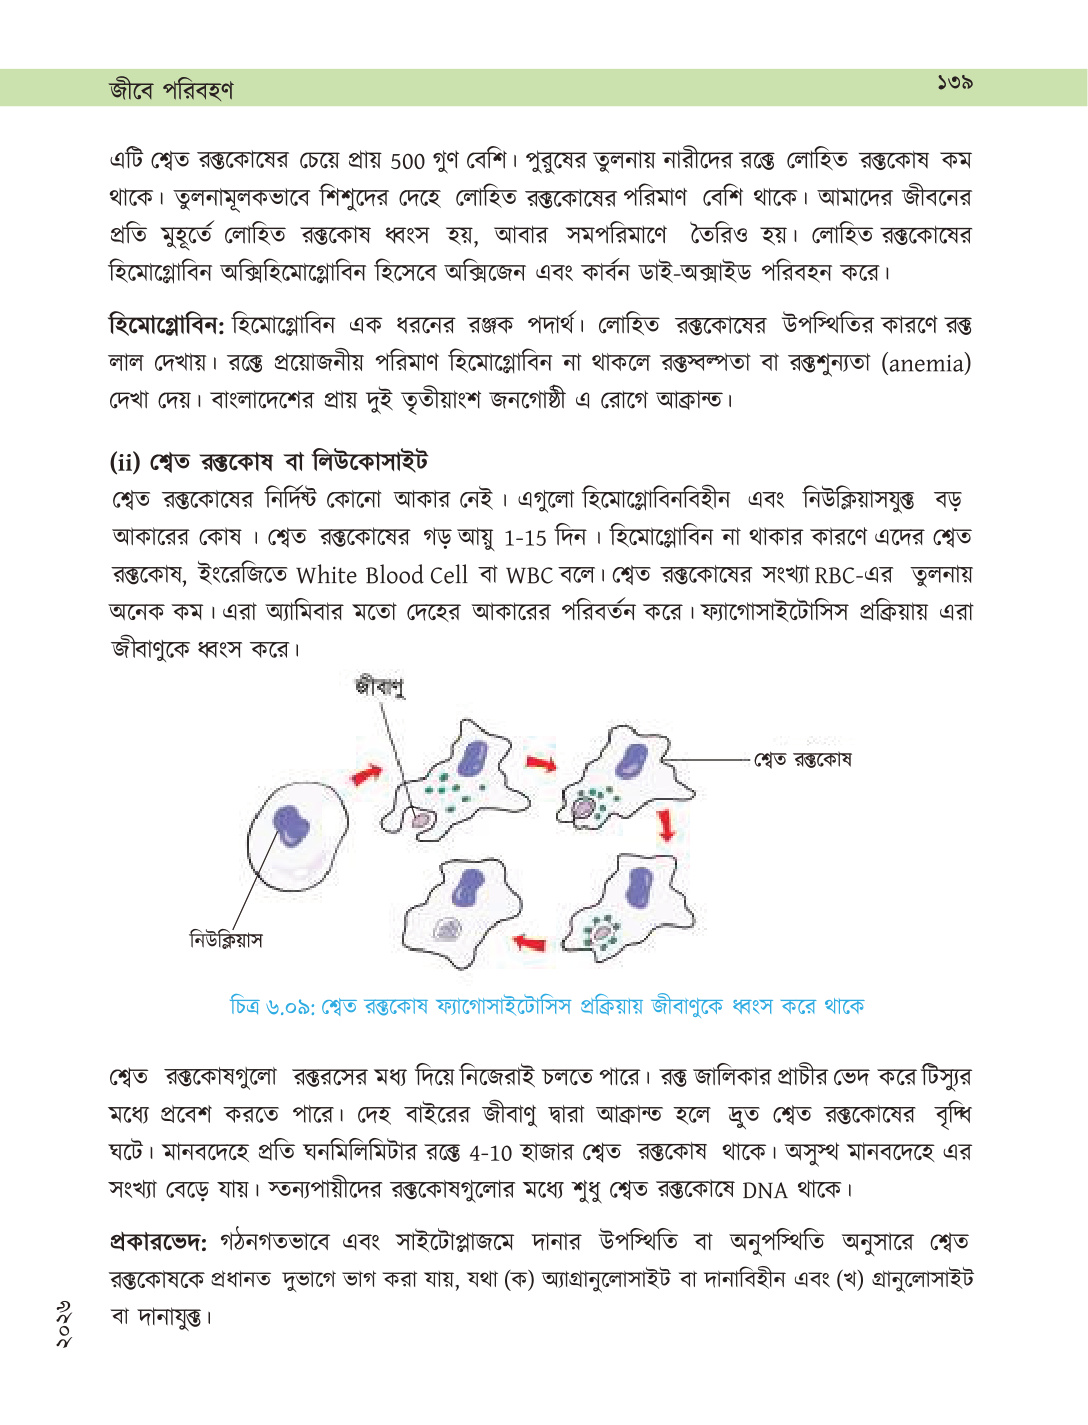 জীবে পরিবহণ
১৩৯
এটি শ্বেত রক্তকোষের চেয়ে প্রায় 500 গুণ বেশি। পুরুষের তুলনায় নারীদের রক্তে লোহিত রক্তকোষ কম
থাকে। তুলনামূলকভাবে শিশুদের দেহে লোহিত রক্তকোষের পরিমাণ বেশি থাকে। আমাদের জীবনের
প্রতি মুহূর্তে লোহিত রক্তকোষ ধ্বংস হয়, আবার সমপরিমাণে তৈরিও হয়। লোহিত রক্তকোষের
হিমোগ্লোবিন অক্সিহিমোগ্লোবিন হিসেবে অক্সিজেন এবং কার্বন ডাই-অক্সাইড পরিবহন করে।
হিমোগ্লোবিন: হিমোগ্লোবিন এক ধরনের রঞ্জক পদার্থ। লোহিত রক্তকোষের উপস্থিতির কারণে রক্ত
লাল দেখায়। রক্তে প্রয়োজনীয় পরিমাণ হিমোগ্লোবিন না থাকলে রক্তস্বল্পতা বা রক্তশুন্যতা (anemia)
দেখা দেয়। বাংলাদেশের প্রায় দুই তৃতীয়াংশ জনগোষ্ঠী এ রোগে আক্রান্ত।
(ii) শ্বেত রক্তকোষ বা লিউকোসাইট
শ্বেত রক্তকোষের নির্দিষ্ট কোনো আকার নেই। এগুলো হিমোগ্লোবিনবিহীন এবং নিউক্লিয়াসযুক্ত বড়
আকারের কোষ। শ্বেত রক্তকোষের গড় আয়ু 1-15 দিন। হিমোগ্লোবিন না থাকার কারণে এদের শ্বেত
রক্তকোষ, ইংরেজিতে White Blood Cell বা WBC বলে। শ্বেত রক্তকোষের সংখ্যা RBC-এর তুলনায়
অনেক কম। এরা অ্যামিবার মতো দেহের আকারের পরিবর্তন করে। ফ্যাগোসাইটোসিস প্রক্রিয়ায় এরা
জীবাণুকে ধ্বংস করে।
জীবাণু
শ্বেত রক্তকোষ
নিউক্লিয়াস
চিত্র ৬.০৯: শ্বেত রক্তকোষ ফ্যাগোসাইটোসিস প্রক্রিয়ায় জীবাণুকে ধ্বংস করে থাকে
শ্বেত রক্তকোষগুলো রক্তরসের মধ্য দিয়ে নিজেরাই চলতে পারে। রক্ত জালিকার প্রাচীর ভেদ করে টিস্যুর
মধ্যে প্রবেশ করতে পারে। দেহ বাইরের জীবাণু দ্বারা আক্রান্ত হলে দ্রুত শ্বেত রক্তকোষের বৃদ্ধি
ঘটে। মানবদেহে প্রতি ঘনমিলিমিটার রক্তে 4-10 হাজার শ্বেত রক্তকোষ থাকে। অসুস্থ মানবদেহে এর
সংখ্যা বেড়ে যায়। স্তন্যপায়ীদের রক্তকোষগুলোর মধ্যে শুধু শ্বেত রক্তকোষে DNA থাকে।
প্রকারভেদ: গঠনগতভাবে এবং সাইটোপ্লাজমে দানার উপস্থিতি বা অনুপস্থিতি অনুসারে শ্বেত
রক্তকোষকে প্রধানত দুভাগে ভাগ করা যায়, যথা (ক) অ্যাগ্রানুলোসাইট বা দানাবিহীন এবং (খ) গ্রানুলোসাইট
বা দানাযুক্ত।
২০২৬